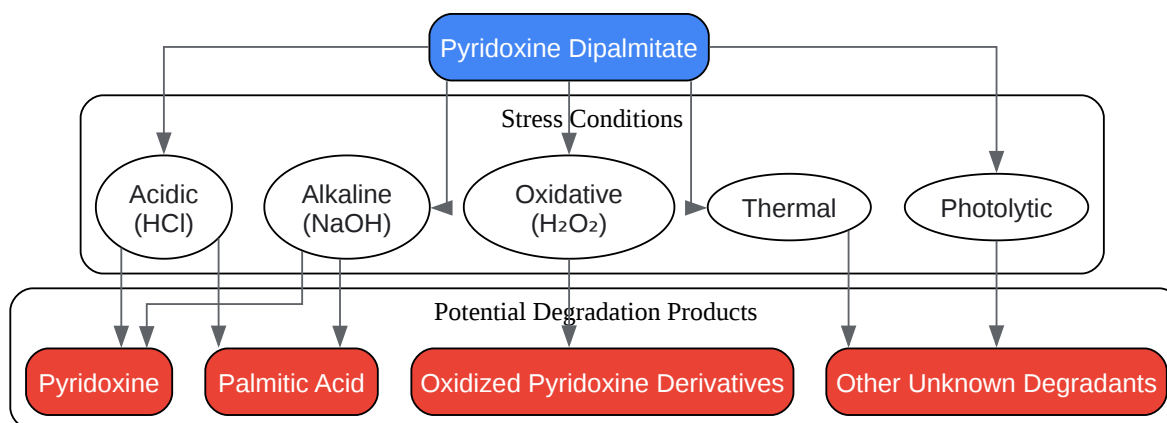 Pyridoxine Dipalmitate
Stress Conditions
Acidic
(HCl)
Alkaline
(NaOH)
Oxidative
(H₂O₂)
Thermal
Photolytic
Potential Degradation Products
Pyridoxine
Palmitic Acid
Oxidized Pyridoxine Derivatives
Other Unknown Degradants